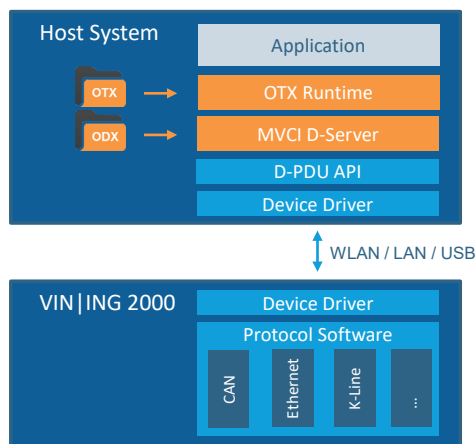 Host System
Application
OTX
OTX Runtime
ODX
MVCI D-Server
D-PDU API
Device Driver
WLAN / LAN / USB
VIN|ING 2000
Device Driver
Protocol Software
CAN
Ethernet
K-Line
...